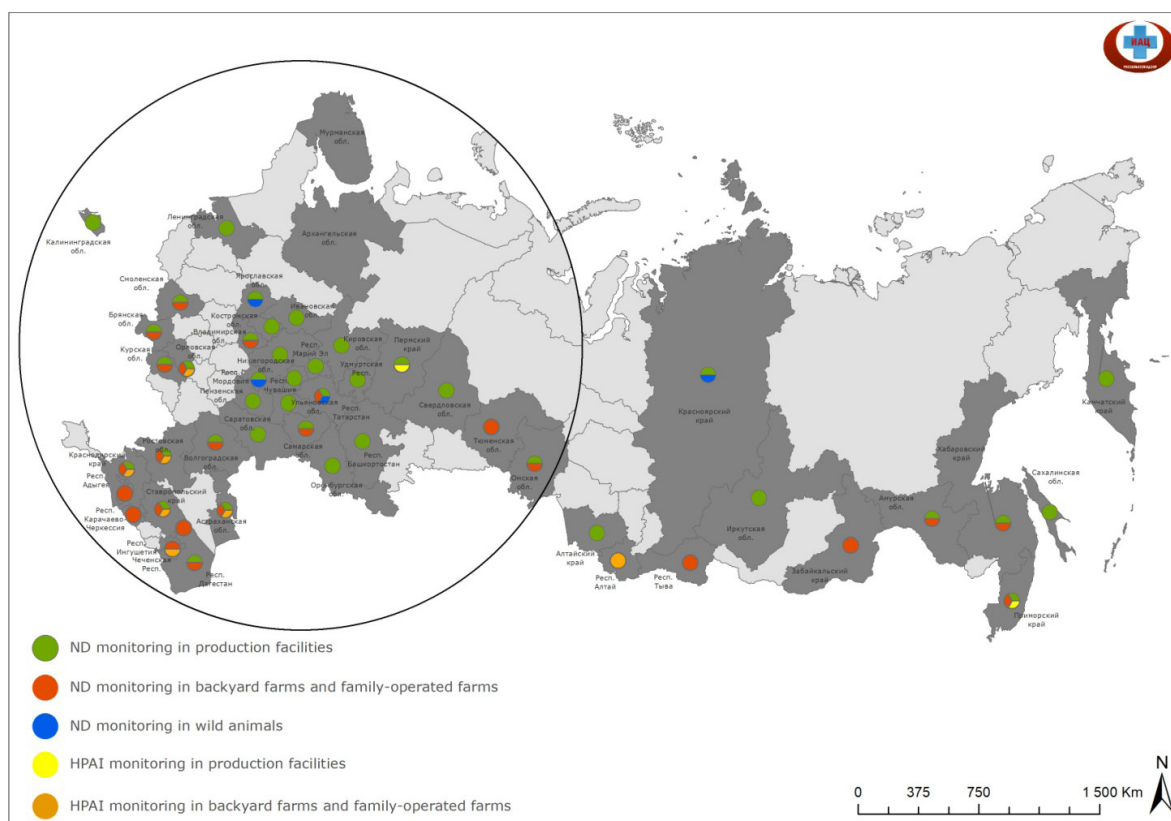 ИАЦ
Мурманская
обл.
Ленинградская
обл.
Архангельская
обл.
Калининградская
обл.
Смоленская
обл.
Ярославская
обл.
Ивановская
обл.
Костромская
обл.
Брянская
обл.
Владимирская
обл.
Курская
обл.
Орловская
обл.
Респ.
Марий Эл
Кировская
обл.
Пермский
край
Нижегородская
обл.
Удмуртская
Респ.
Респ.
Мордовия
Респ.
Чувашия
Пензенская
обл.
Ульяновская
обл.
Респ.
Татарстан
Свердловская
обл.
Саратовская
обл.
Самарская
обл.
Респ.
Башкортостан
Тюменская
обл.
Омская
обл.
Оренбургская
обл.
Ростовская
обл.
Волгоградская
обл.
Краснодарский
край
Респ.
Адыгея
Ставропольский
край
Респ.
Карачаево-
Черкессия
Астраханская
обл.
Респ.
Ингушетия
Чеченская
Респ.
Респ.
Дагестан
Красноярский
край
Иркутская
обл.
Алтайский
край
Респ.
Алтай
Респ.
Тыва
Забайкальский
край
Амурская
обл.
Хабаровский
край
Сахалинская
обл.
Камчатский
край
Приморский
край
ND monitoring in production facilities
ND monitoring in backyard farms and family-operated farms
ND monitoring in wild animals
HPAI monitoring in production facilities
HPAI monitoring in backyard farms and family-operated farms
0 375 750 1 500 Km
N